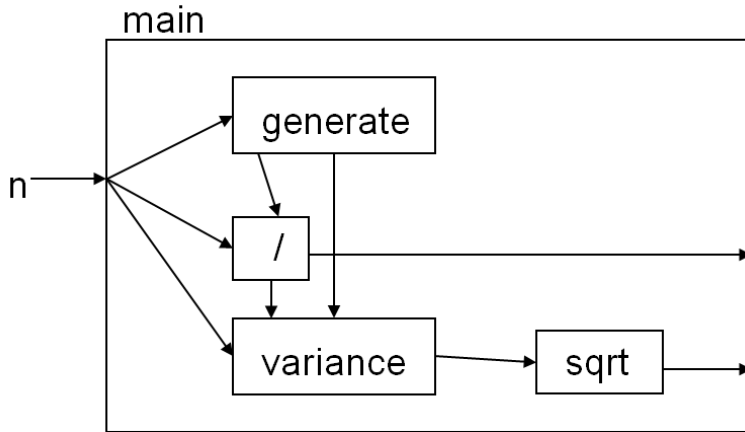 main
generate
n
/
variance
sqrt